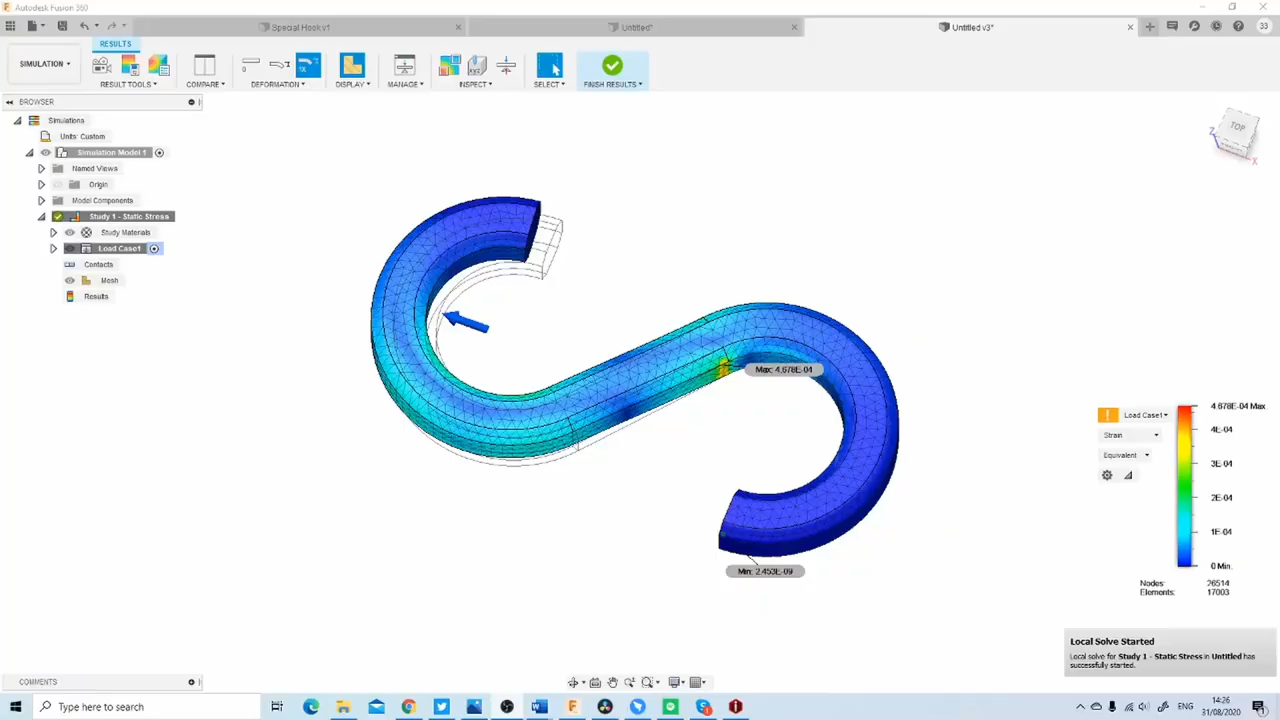 Autodesk Fusion 360
Special Hook v1
Untitled*
Untitled v3*
33
RESULTS
SIMULATION
RESULT TOOLS
COMPARE
DEFORMATION
DISPLAY
MANAGE
INSPECT
SELECT
FINISH RESULTS
BROWSER
Simulations
Units: Custom
Simulation Model 1
Named Views
Origin
Model Components
Study 1 - Static Stress
Study Materials
Load Case1
Contacts
Mesh
Results
TOP
Z
X
Max: 4.678E-04
Min: 2.453E-09
Load Case1
Strain
Equivalent
4.678E-04 Max
4E-04
3E-04
2E-04
1E-04
0 Min.
Nodes: 26514
Elements: 17003
Local Solve Started
Local solve for Study 1 - Static Stress in Untitled has
successfully started.
COMMENTS
Type here to search
ENG
14:26
31/08/2020